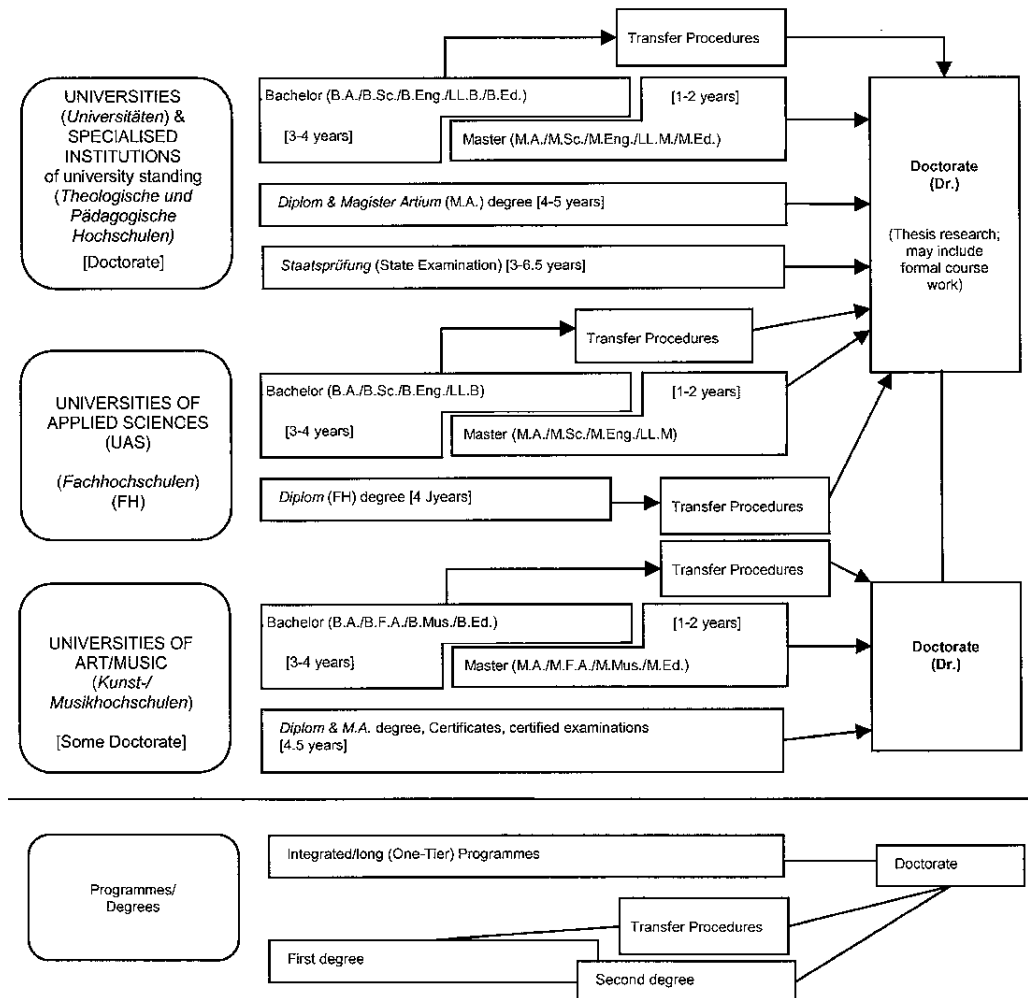 Transfer Procedures
UNIVERSITIES
(Universitäten) &
SPECIALISED
INSTITUTIONS
of university standing
(Theologische und
Pädagogische
Hochschulen)
[Doctorate]
Bachelor (B.A./B.Sc./B.Eng./LL.B./B.Ed.)
[3-4 years]
[1-2 years]
Master (M.A./M.Sc./M.Eng./LL.M./M.Ed.)
Diplom & Magister Artium (M.A.) degree [4-5 years]
Staatsprüfung (State Examination) [3-6.5 years]
Doctorate
(Dr.)
(Thesis research;
may include
formal course
work)
Transfer Procedures
UNIVERSITIES OF
APPLIED SCIENCES
(UAS)
(Fachhochschulen)
(FH)
Bachelor (B.A./B.Sc./B.Eng./LL.B)
[3-4 years]
[1-2 years]
Master (M.A./M.Sc./M.Eng./LL.M)
Diplom (FH) degree [4 Jyears]
Transfer Procedures
Transfer Procedures
UNIVERSITIES OF
ART/MUSIC
(Kunst-/
Musikhochschulen)
[Some Doctorate]
Bachelor (B.A./B.F.A./B.Mus./B.Ed.)
[3-4 years]
[1-2 years]
Master (M.A./M.F.A./M.Mus./M.Ed.)
Diplom & M.A. degree, Certificates, certified examinations
[4.5 years]
Doctorate
(Dr.)
Programmes/
Degrees
Integrated/long (One-Tier) Programmes
Doctorate
Transfer Procedures
First degree
Second degree